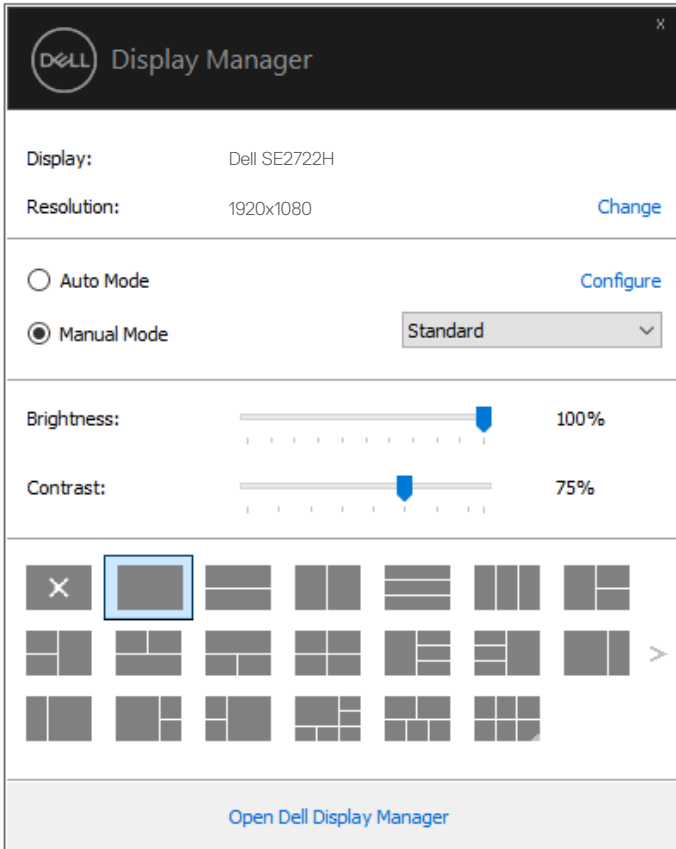 x
DELL Display Manager
Display: Dell SE2722H
Resolution: 1920x1080 Change
Auto Mode Configure
Manual Mode Standard
Brightness: 100%
Contrast: 75%
Open Dell Display Manager